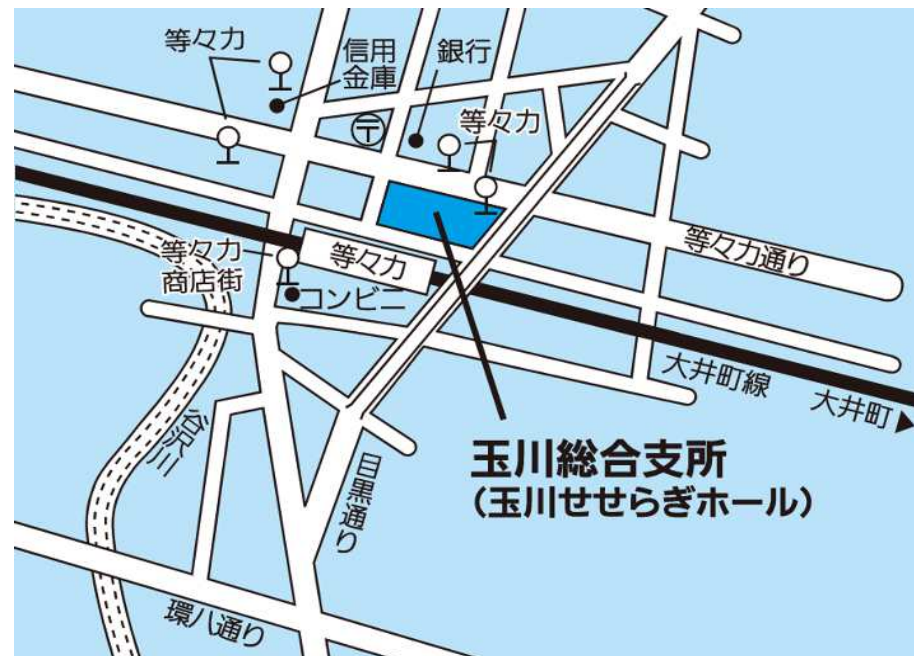 等々力
信用
金庫
銀行
〒
等々力
等々力通り
等々力
等々力
商店街
コンビニ
大井町線
大井町▶
谷沢川
目黒通り
玉川総合支所
（玉川せせらぎホール）
環八通り